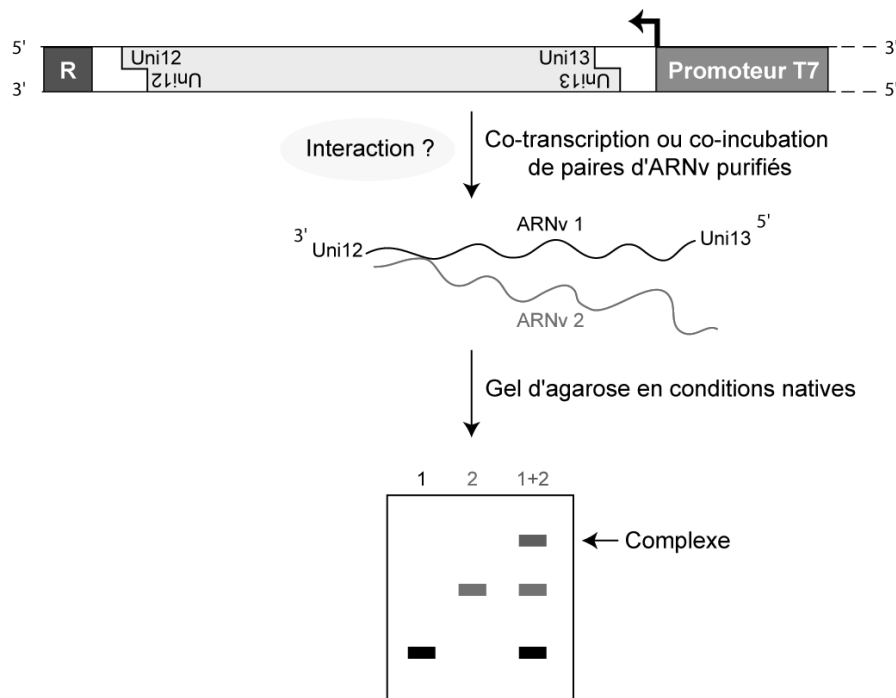 5' 3'
Uni12 Uni13
R Promoteur T7
Uni12 Uni13
3' 5'
Interaction ?
Co-transcription ou co-incubation
de paires d'ARNv purifiés
3' Uni12 ARNv 1 Uni13 5'
ARNv 2
Gel d'agarose en conditions natives
1 2 1+2
Complexe